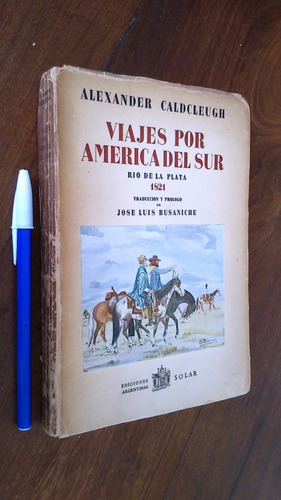 ALEXANDER CALDCLEUGH
VIAJES POR
AMERICA DEL SUR
RIO DE LA PLATA
1821
TRADUCCION Y PROLOGO
DE
JOSE LUIS BUSANICHE
EDICIONES
ARGENTINAS
SOLAR